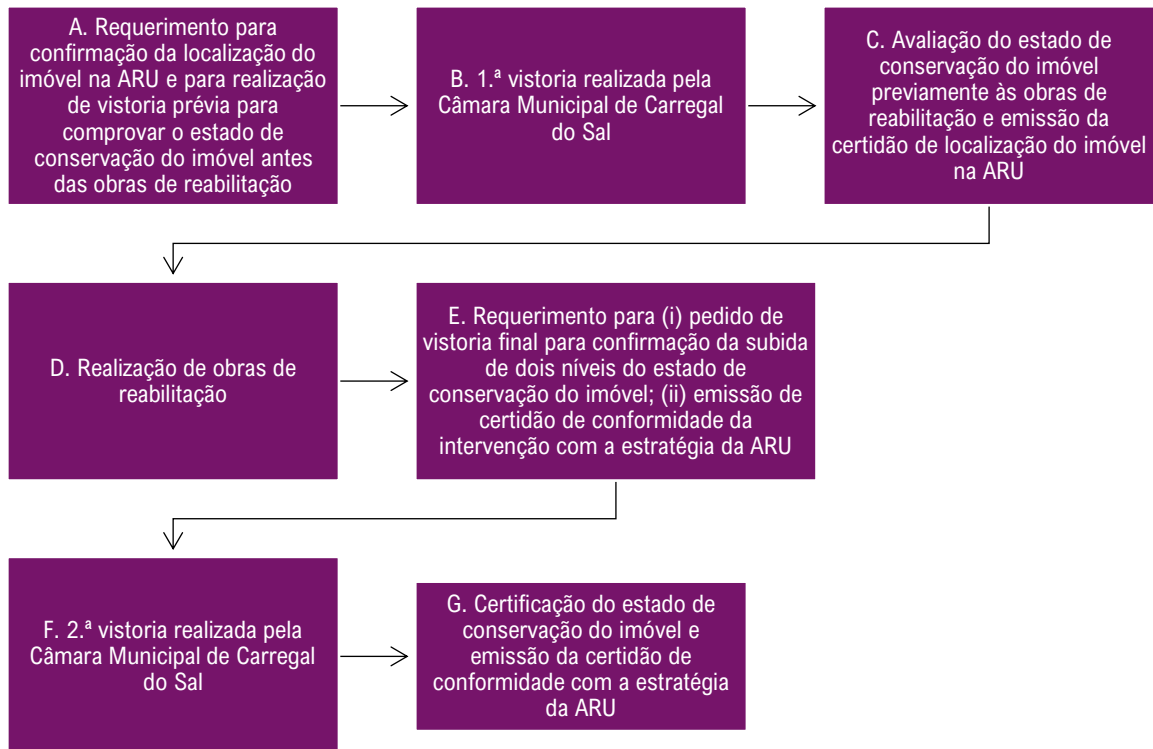 A. Requerimento para
confirmação da localização do
imóvel na ARU e para realização
de vistoria prévia para
comprovar o estado de
conservação do imóvel antes
das obras de reabilitação
B. 1.ª vistoria realizada pela
Câmara Municipal de Carregal
do Sal
C. Avaliação do estado de
conservação do imóvel
previamente às obras de
reabilitação e emissão da
certidão de localização do imóvel
na ARU
D. Realização de obras de
reabilitação
E. Requerimento para (i) pedido de
vistoria final para confirmação da subida
de dois níveis do estado de
conservação do imóvel; (ii) emissão de
certidão de conformidade da
intervenção com a estratégia da ARU
F. 2.ª vistoria realizada pela
Câmara Municipal de Carregal
do Sal
G. Certificação do estado de
conservação do imóvel e
emissão da certidão de
conformidade com a estratégia
da ARU